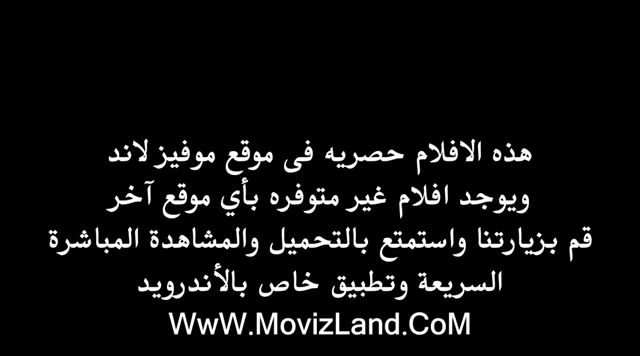 هذه الافلام حصريه فى موقع موفيز لاند
ويوجد افلام غير متوفره بأي موقع آخر
قم بزيارتنا واستمتع بالتحميل والمشاهدة المباشرة
السريعة وتطبيق خاص بالأندرويد
WwW.MovizLand.CoM